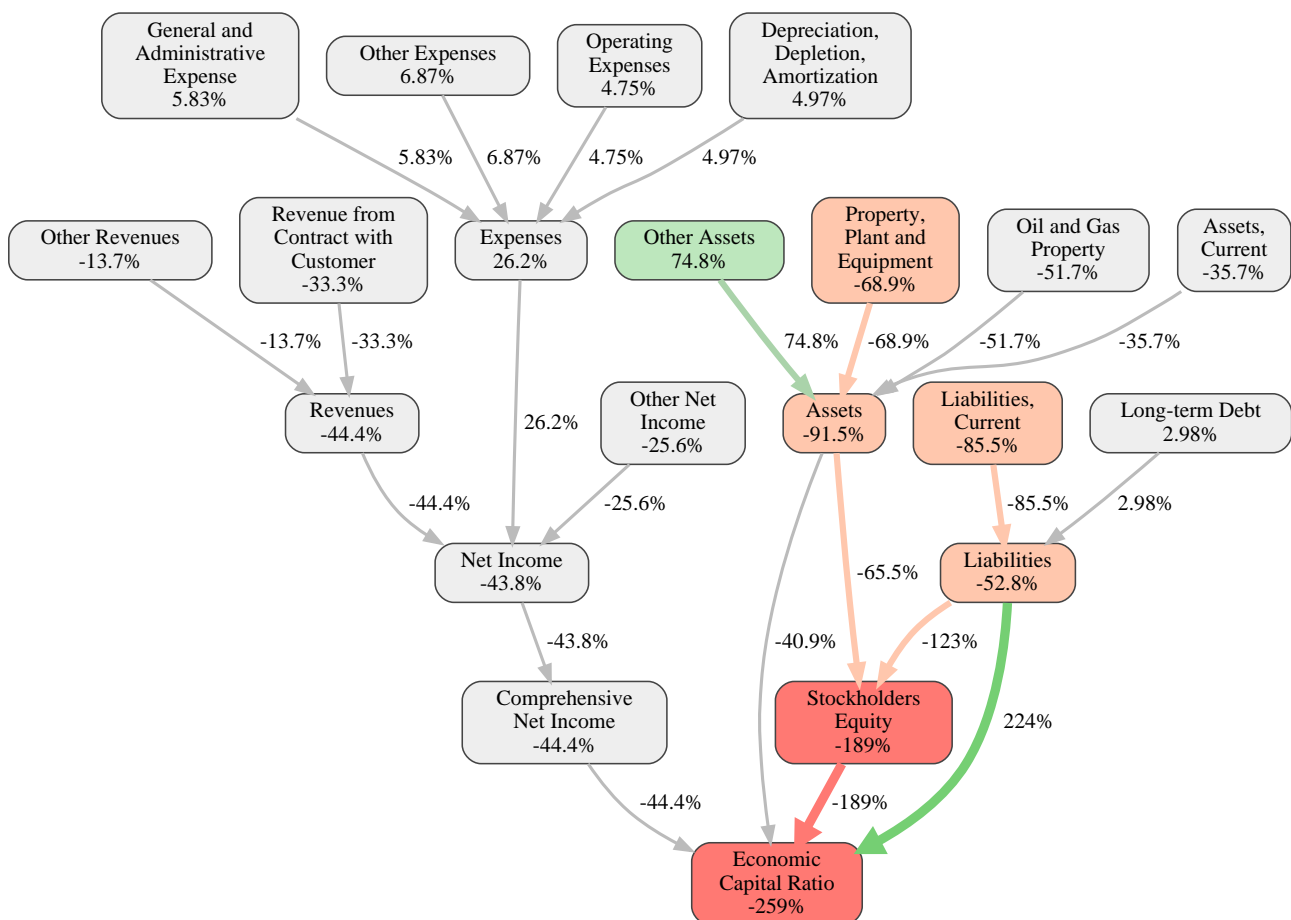 General and
Administrative
Expense
5.83%
Other Expenses
6.87%
Operating
Expenses
4.75%
Depreciation,
Depletion,
Amortization
4.97%
5.83%
6.87%
4.75%
4.97%
Other Revenues
-13.7%
Revenue from
Contract with
Customer
-33.3%
Expenses
26.2%
Other Assets
74.8%
Property,
Plant and
Equipment
-68.9%
Oil and Gas
Property
-51.7%
Assets,
Current
-35.7%
-13.7%
-33.3%
74.8%
-68.9%
-51.7%
-35.7%
Revenues
-44.4%
26.2%
Other Net
Income
-25.6%
Assets
-91.5%
Liabilities,
Current
-85.5%
Long-term Debt
2.98%
-44.4%
-25.6%
-85.5%
2.98%
Net Income
-43.8%
-65.5%
Liabilities
-52.8%
-43.8%
-40.9%
-123%
Comprehensive
Net Income
-44.4%
Stockholders
Equity
-189%
224%
-44.4%
-189%
Economic
Capital Ratio
-259%